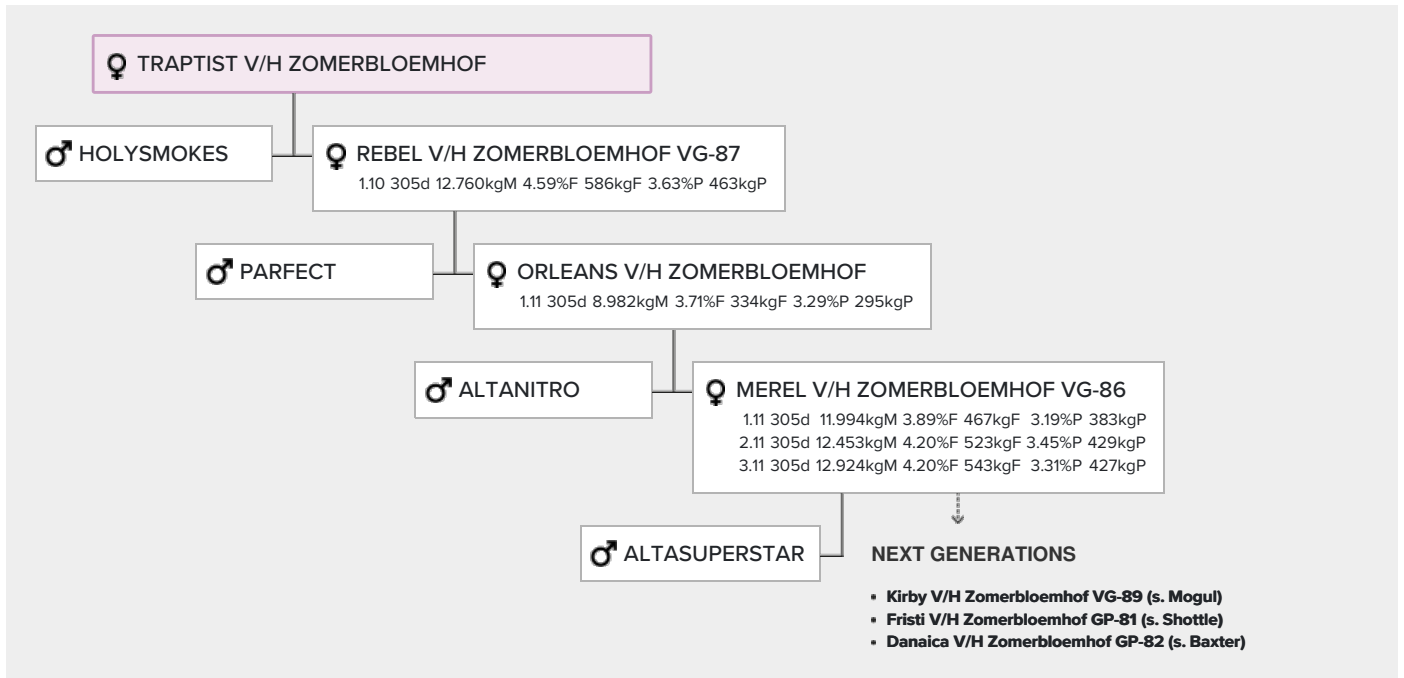 TRAPTIST V/H ZOMERBLOEMHOF
HOLYSMOKES
REBEL V/H ZOMERBLOEMHOF VG-87
1.10 305d 12.760kgM 4.59%F 586kgF 3.63%P 463kgP
PARFECT
ORLEANS V/H ZOMERBLOEMHOF
1.11 305d 8.982kgM 3.71%F 334kgF 3.29%P 295kgP
ALTANITRO
MEREL V/H ZOMERBLOEMHOF VG-86
1.11 305d 11.994kgM 3.89%F 467kgF 3.19%P 383kgP
2.11 305d 12.453kgM 4.20%F 523kgF 3.45%P 429kgP
3.11 305d 12.924kgM 4.20%F 543kgF 3.31%P 427kgP
ALTASUPERSTAR
NEXT GENERATIONS
• Kirby V/H Zomerbloemhof VG-89 (s. Mogul)
• Fristi V/H Zomerbloemhof GP-81 (s. Shottle)
• Danaica V/H Zomerbloemhof GP-82 (s. Baxter)